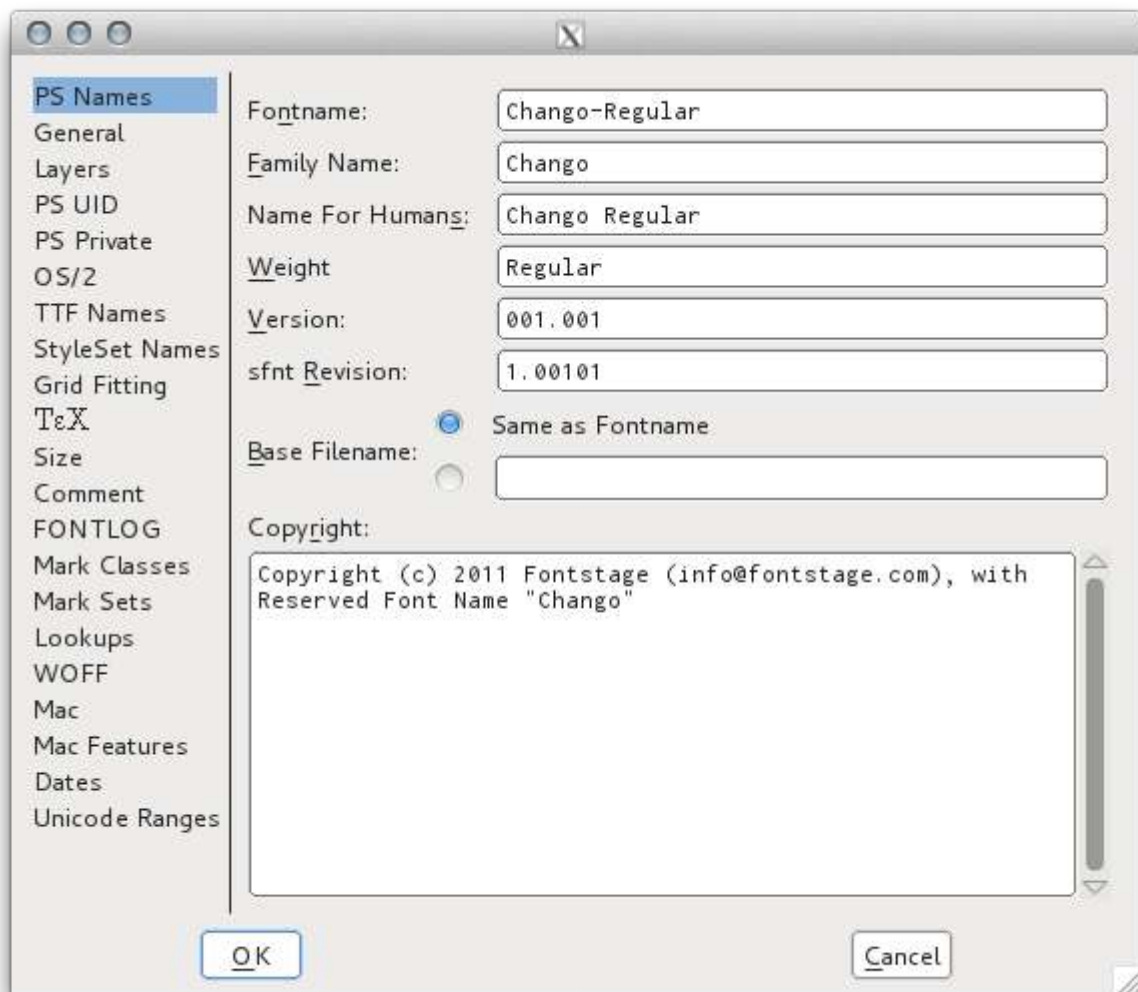 X
PS Names
General
Layers
PS UID
PS Private
OS/2
TTF Names
StyleSet Names
Grid Fitting
TεX
Size
Comment
FONTLOG
Mark Classes
Mark Sets
Lookups
WOFF
Mac
Mac Features
Dates
Unicode Ranges
Fontname: Chango-Regular
Family Name: Chango
Name For Humans: Chango Regular
Weight Regular
Version: 001.001
sfnt Revision: 1.00101
Same as Fontname
Base Filename:
Copyright:
Copyright (c) 2011 Fontstage (info@fontstage.com), with
Reserved Font Name "Chango"
OK Cancel